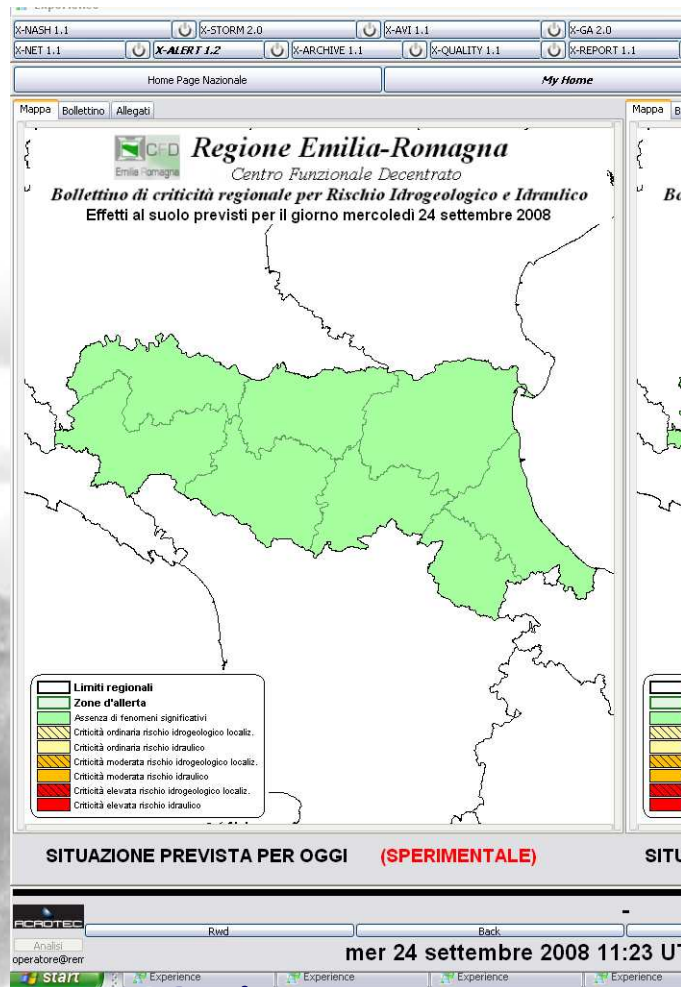 Experience
X-NASH 1.1 X-STORM 2.0 X-AVI 1.1 X-GA 2.0
X-NET 1.1 X-ALERT 1.2 X-ARCHIVE 1.1 X-QUALITY 1.1 X-REPORT 1.1
Home Page Nazionale My Home
Mappa Bollettino Allegati Mappa B
CFD
Emilia Romagna
Regione Emilia-Romagna
Centro Funzionale Decentrato
Bollettino di criticità regionale per Rischio Idrogeologico e Idraulico
Effetti al suolo previsti per il giorno mercoledì 24 settembre 2008
Limiti regionali
Zone d'allerta
Assenza di fenomeni significativi
Criticità ordinaria rischio idrogeologico localiz.
Criticità ordinaria rischio idraulico
Criticità moderata rischio idrogeologico localiz.
Criticità moderata rischio idraulico
Criticità elevata rischio idrogeologico localiz.
Criticità elevata rischio idraulico
SITUAZIONE PREVISTA PER OGGI (SPERIMENTALE) SITU
-
ACROTEC
Rwd Back
Analisi
operatore@rerr
mer 24 settembre 2008 11:23 UT
start Experience Experience Experience Experience